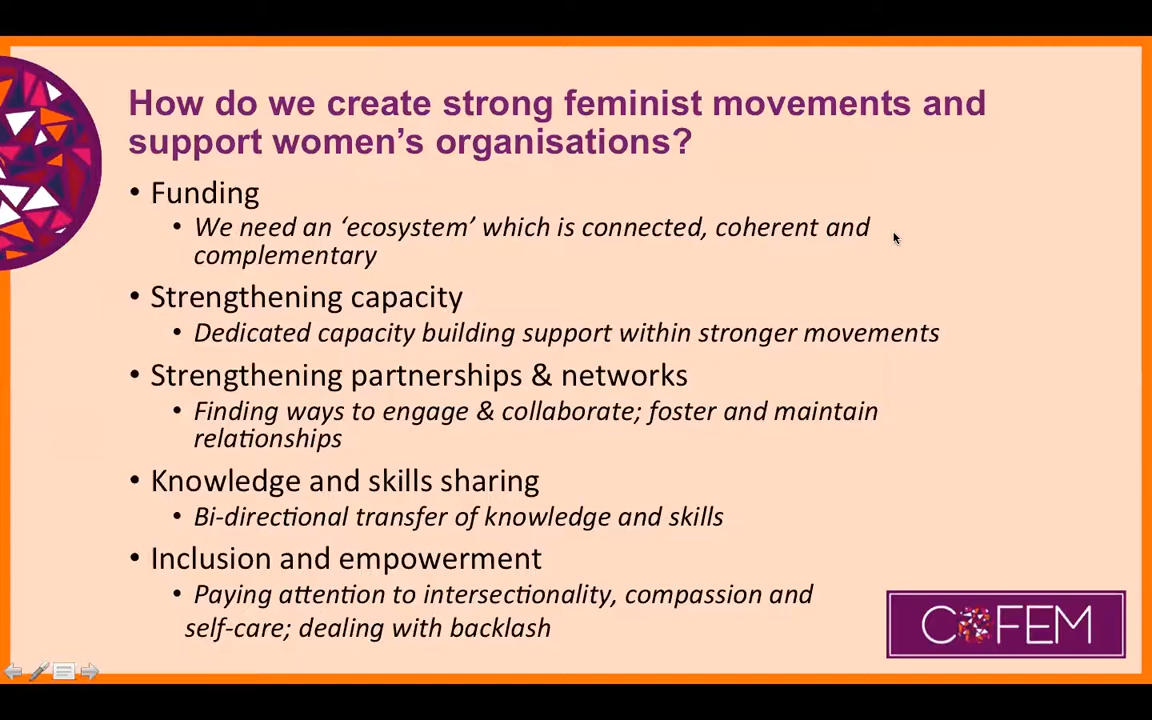 How do we create strong feminist movements and
support women’s organisations?
• Funding
• We need an ‘ecosystem’ which is connected, coherent and
complementary
• Strengthening capacity
• Dedicated capacity building support within stronger movements
• Strengthening partnerships & networks
• Finding ways to engage & collaborate; foster and maintain
relationships
• Knowledge and skills sharing
• Bi-directional transfer of knowledge and skills
• Inclusion and empowerment
• Paying attention to intersectionality, compassion and
self-care; dealing with backlash
COFEM